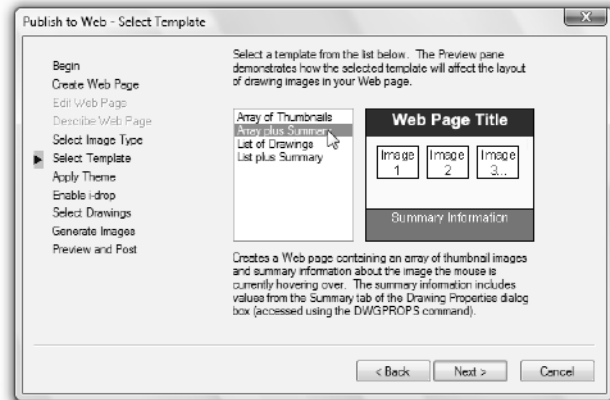 Publish to Web - Select Template
Begin
Create Web Page
Edit Web Page
Describe Web Page
Select Image Type
Select Template
Apply Theme
Enable i-drop
Select Drawings
Generate Images
Preview and Post
Select a template from the list below. The Preview pane
demonstrates how the selected template will affect the layout
of drawing images in your Web page.
Array of Thumbnails
Array plus Summary
List of Drawings
List plus Summary
Web Page Title
Image 1
Image 2
Image 3...
Summary Information
Creates a Web page containing an array of thumbnail images
and summary information about the image the mouse is
currently hovering over. The summary information includes
values from the Summary tab of the Drawing Properties dialog
box (accessed using the DWGPROPS command).
< Back
Next >
Cancel